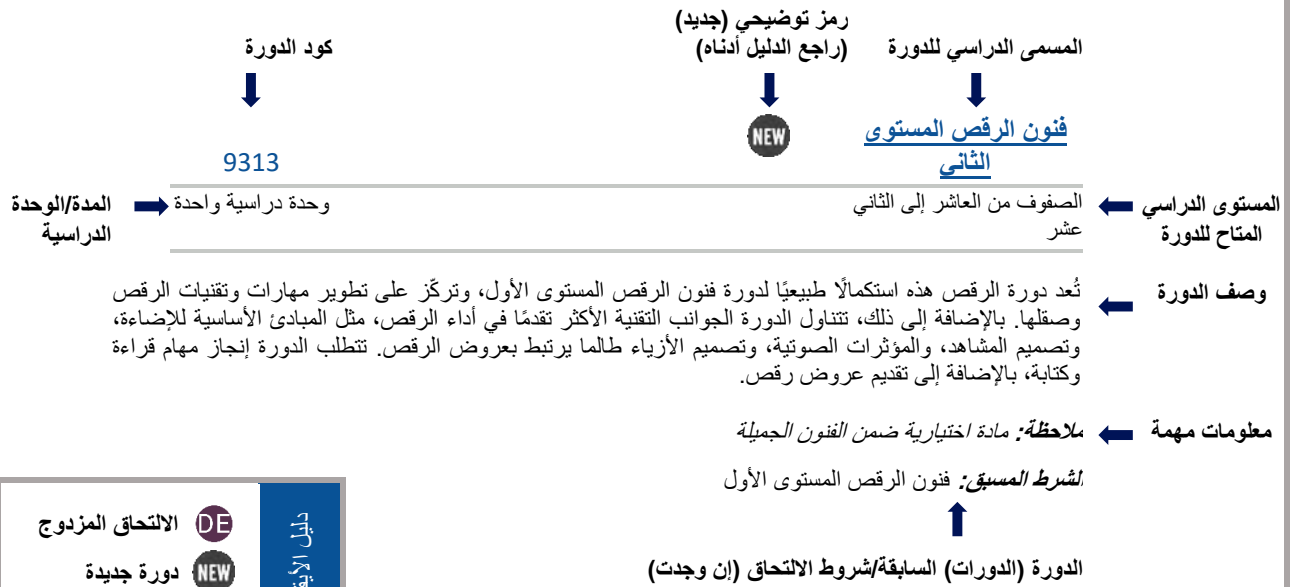 رمز توضيحي (جديد)
المسمى الدراسي للدورة
(راجع الدليل أدناه)
كود الدورة
فنون الرقص المستوى
الثاني
NEW
9313
المستوى الدراسي
المتاح للدورة
الصفوف من العاشر إلى الثاني
عشر
وحدة دراسية واحدة
المدة/الوحدة
الدراسية
وصف الدورة
تُعد دورة الرقص هذه استكمالًا طبيعيًا لدورة فنون الرقص المستوى الأول، وتركّز على تطوير مهارات وتقنيات الرقص
وصقلها. بالإضافة إلى ذلك، تتناول الدورة الجوانب التقنية الأكثر تقدمًا في أداء الرقص، مثل المبادئ الأساسية للإضاءة،
وتصميم المشاهد، والمؤثرات الصوتية، وتصميم الأزياء طالما يرتبط بعروض الرقص. تتطلب الدورة إنجاز مهام قراءة
وكتابة، بالإضافة إلى تقديم عروض رقص.
معلومات مهمة
ملاحظة: مادة اختيارية ضمن الفنون الجميلة
الشرط المسبق: فنون الرقص المستوى الأول
الدورة (الدورات) السابقة/شروط الالتحاق (إن وجدت)
دليل
DE الالتحاق المزدوج
NEW دورة جديدة